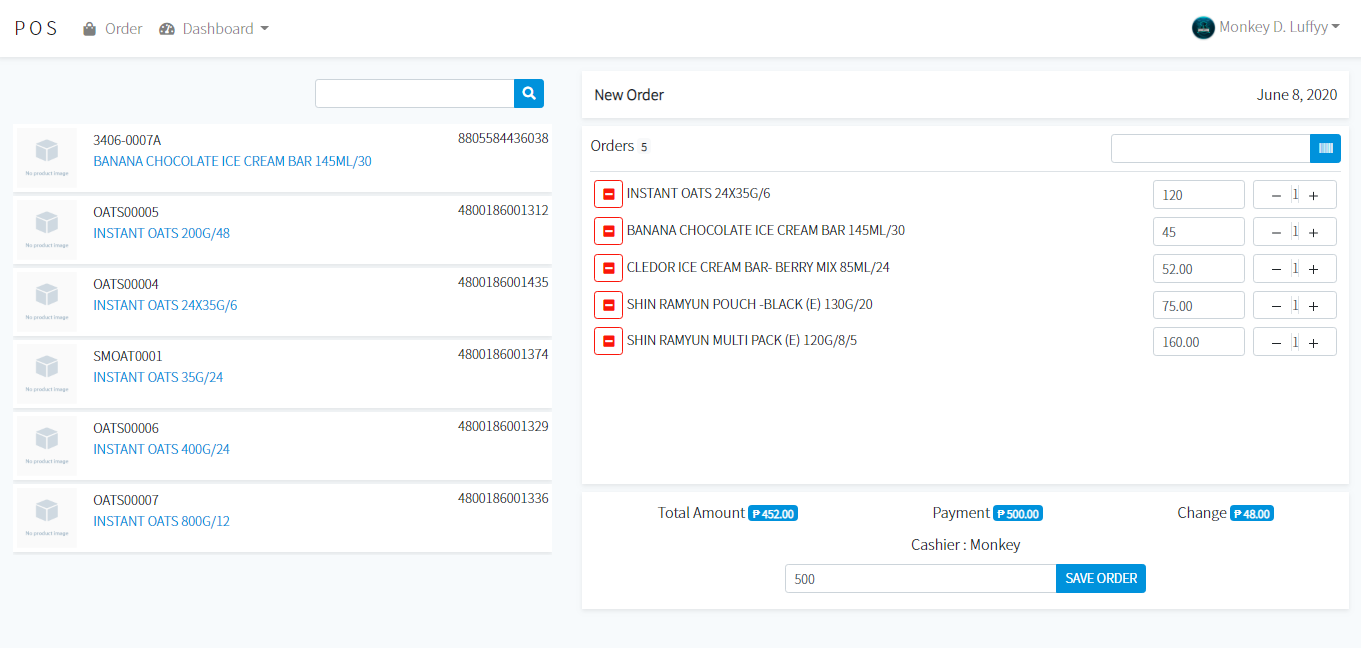 POS Order Dashboard Monkey D. Luffyy
3406-0007A 8805584436038
BANANA CHOCOLATE ICE CREAM BAR 145ML/30
No product image
OATS00005 4800186001312
INSTANT OATS 200G/48
No product image
OATS00004 4800186001435
INSTANT OATS 24X35G/6
No product image
SMOAT0001 4800186001374
INSTANT OATS 35G/24
No product image
OATS00006 4800186001329
INSTANT OATS 400G/24
No product image
OATS00007 4800186001336
INSTANT OATS 800G/12
No product image
New Order June 8, 2020
Orders 5
INSTANT OATS 24X35G/6 120 − 1 +
BANANA CHOCOLATE ICE CREAM BAR 145ML/30 45 − 1 +
CLEDOR ICE CREAM BAR- BERRY MIX 85ML/24 52.00 − 1 +
SHIN RAMYUN POUCH -BLACK (E) 130G/20 75.00 − 1 +
SHIN RAMYUN MULTI PACK (E) 120G/8/5 160.00 − 1 +
Total Amount ₱ 452.00 Payment ₱ 500.00 Change ₱ 48.00
Cashier : Monkey
500 SAVE ORDER